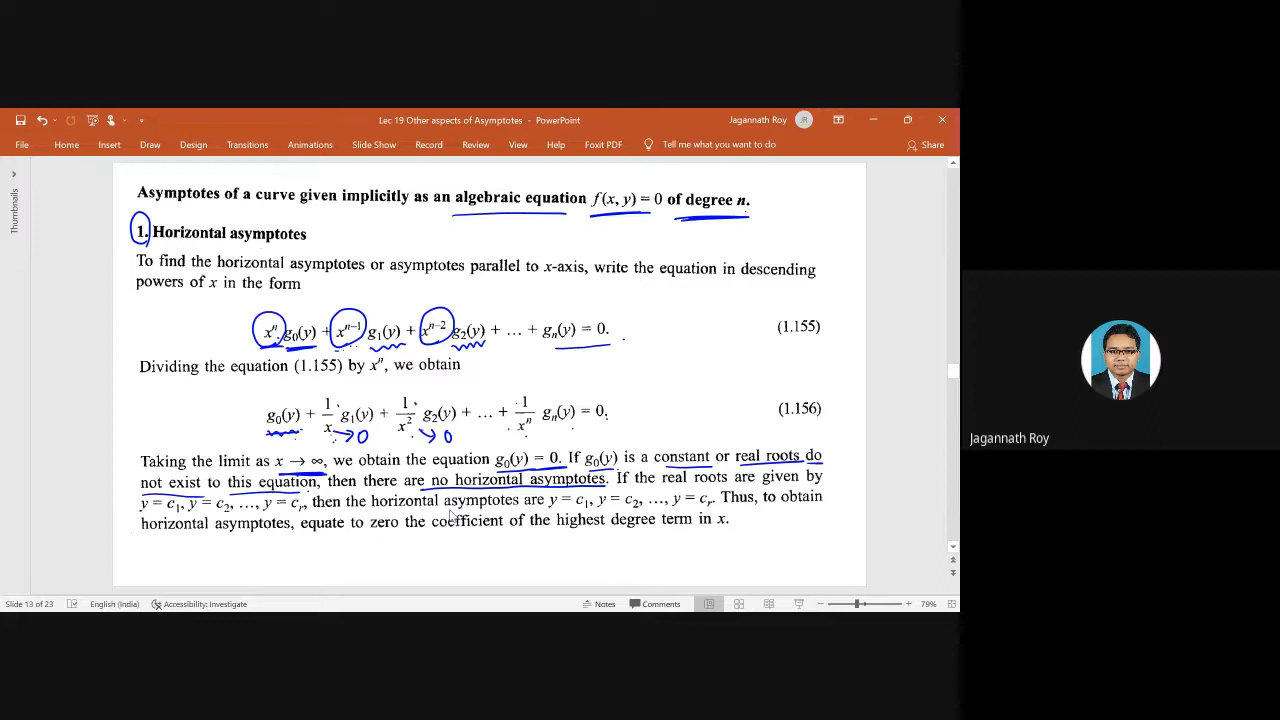 Lec 19 Other aspects of Asymptotes - PowerPoint
Jagannath Roy
File Home Insert Draw Design Transitions Animations Slide Show Record Review View Help Foxit PDF Tell me what you want to do Share
Thumbnails
Asymptotes of a curve given implicitly as an algebraic equation f(x, y) = 0 of degree n.
1. Horizontal asymptotes
To find the horizontal asymptotes or asymptotes parallel to x-axis, write the equation in descending
powers of x in the form
xⁿ g₀(y) + xⁿ⁻¹ g₁(y) + xⁿ⁻² g₂(y) + … + gₙ(y) = 0. (1.155)
Dividing the equation (1.155) by xⁿ, we obtain
g₀(y) + 1/x g₁(y) + 1/x² g₂(y) + … + 1/xⁿ gₙ(y) = 0. (1.156)
→0 ↘0
Taking the limit as x → ∞, we obtain the equation g₀(y) = 0. If g₀(y) is a constant or real roots do
not exist to this equation, then there are no horizontal asymptotes. If the real roots are given by
y = c₁, y = c₂, …, y = cᵣ, then the horizontal asymptotes are y = c₁, y = c₂, …, y = cᵣ. Thus, to obtain
horizontal asymptotes, equate to zero the coefficient of the highest degree term in x.
Jagannath Roy
Slide 13 of 23 English (India) Accessibility: Investigate Notes Comments 79%